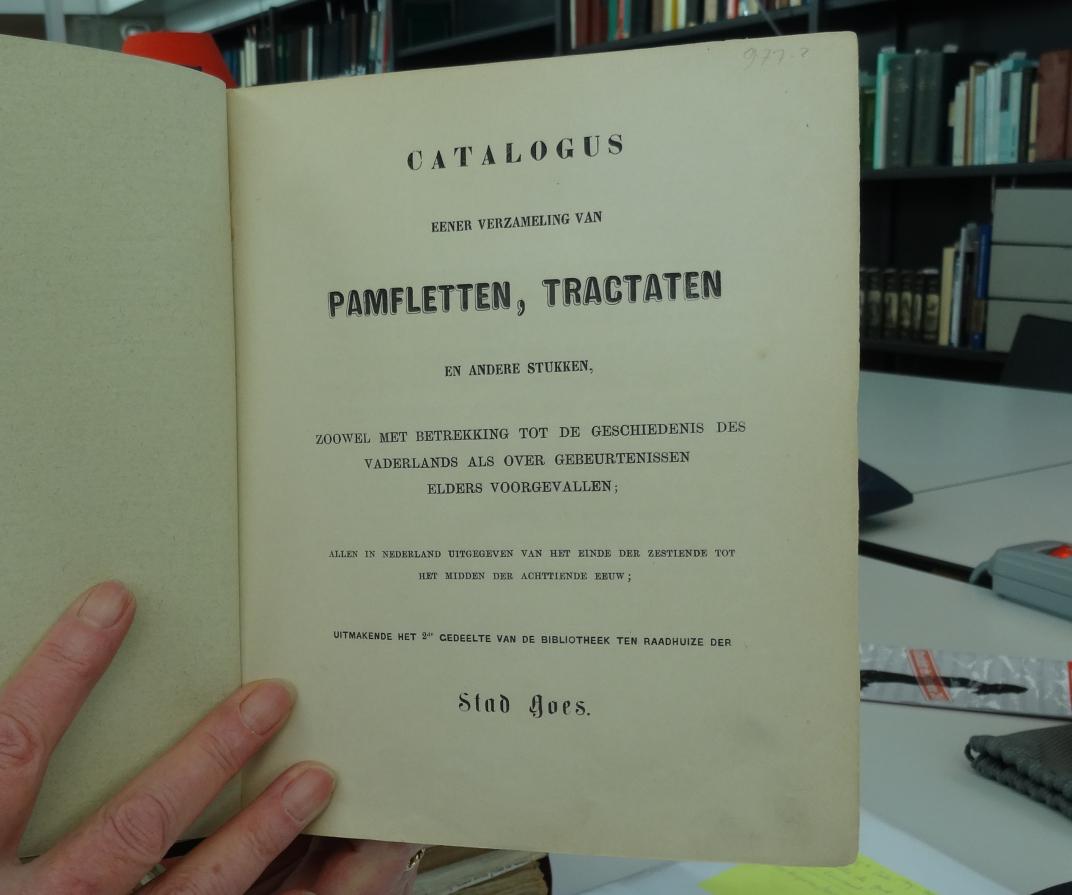 977.2
CATALOGUS
EENER VERZAMELING VAN
PAMFLETTEN, TRACTATEN
EN ANDERE STUKKEN,
ZOOWEL MET BETREKKING TOT DE GESCHIEDENIS DES
VADERLANDS ALS OVER GEBEURTENISSEN
ELDERS VOORGEVALLEN;
ALLEN IN NEDERLAND UITGEGEVEN VAN HET EINDE DER ZESTIENDE TOT
HET MIDDEN DER ACHTTIENDE EEUW;
UITMAKENDE HET 2de GEDEELTE VAN DE BIBLIOTHEEK TEN RAADHUIZE DER
Stad Goes.